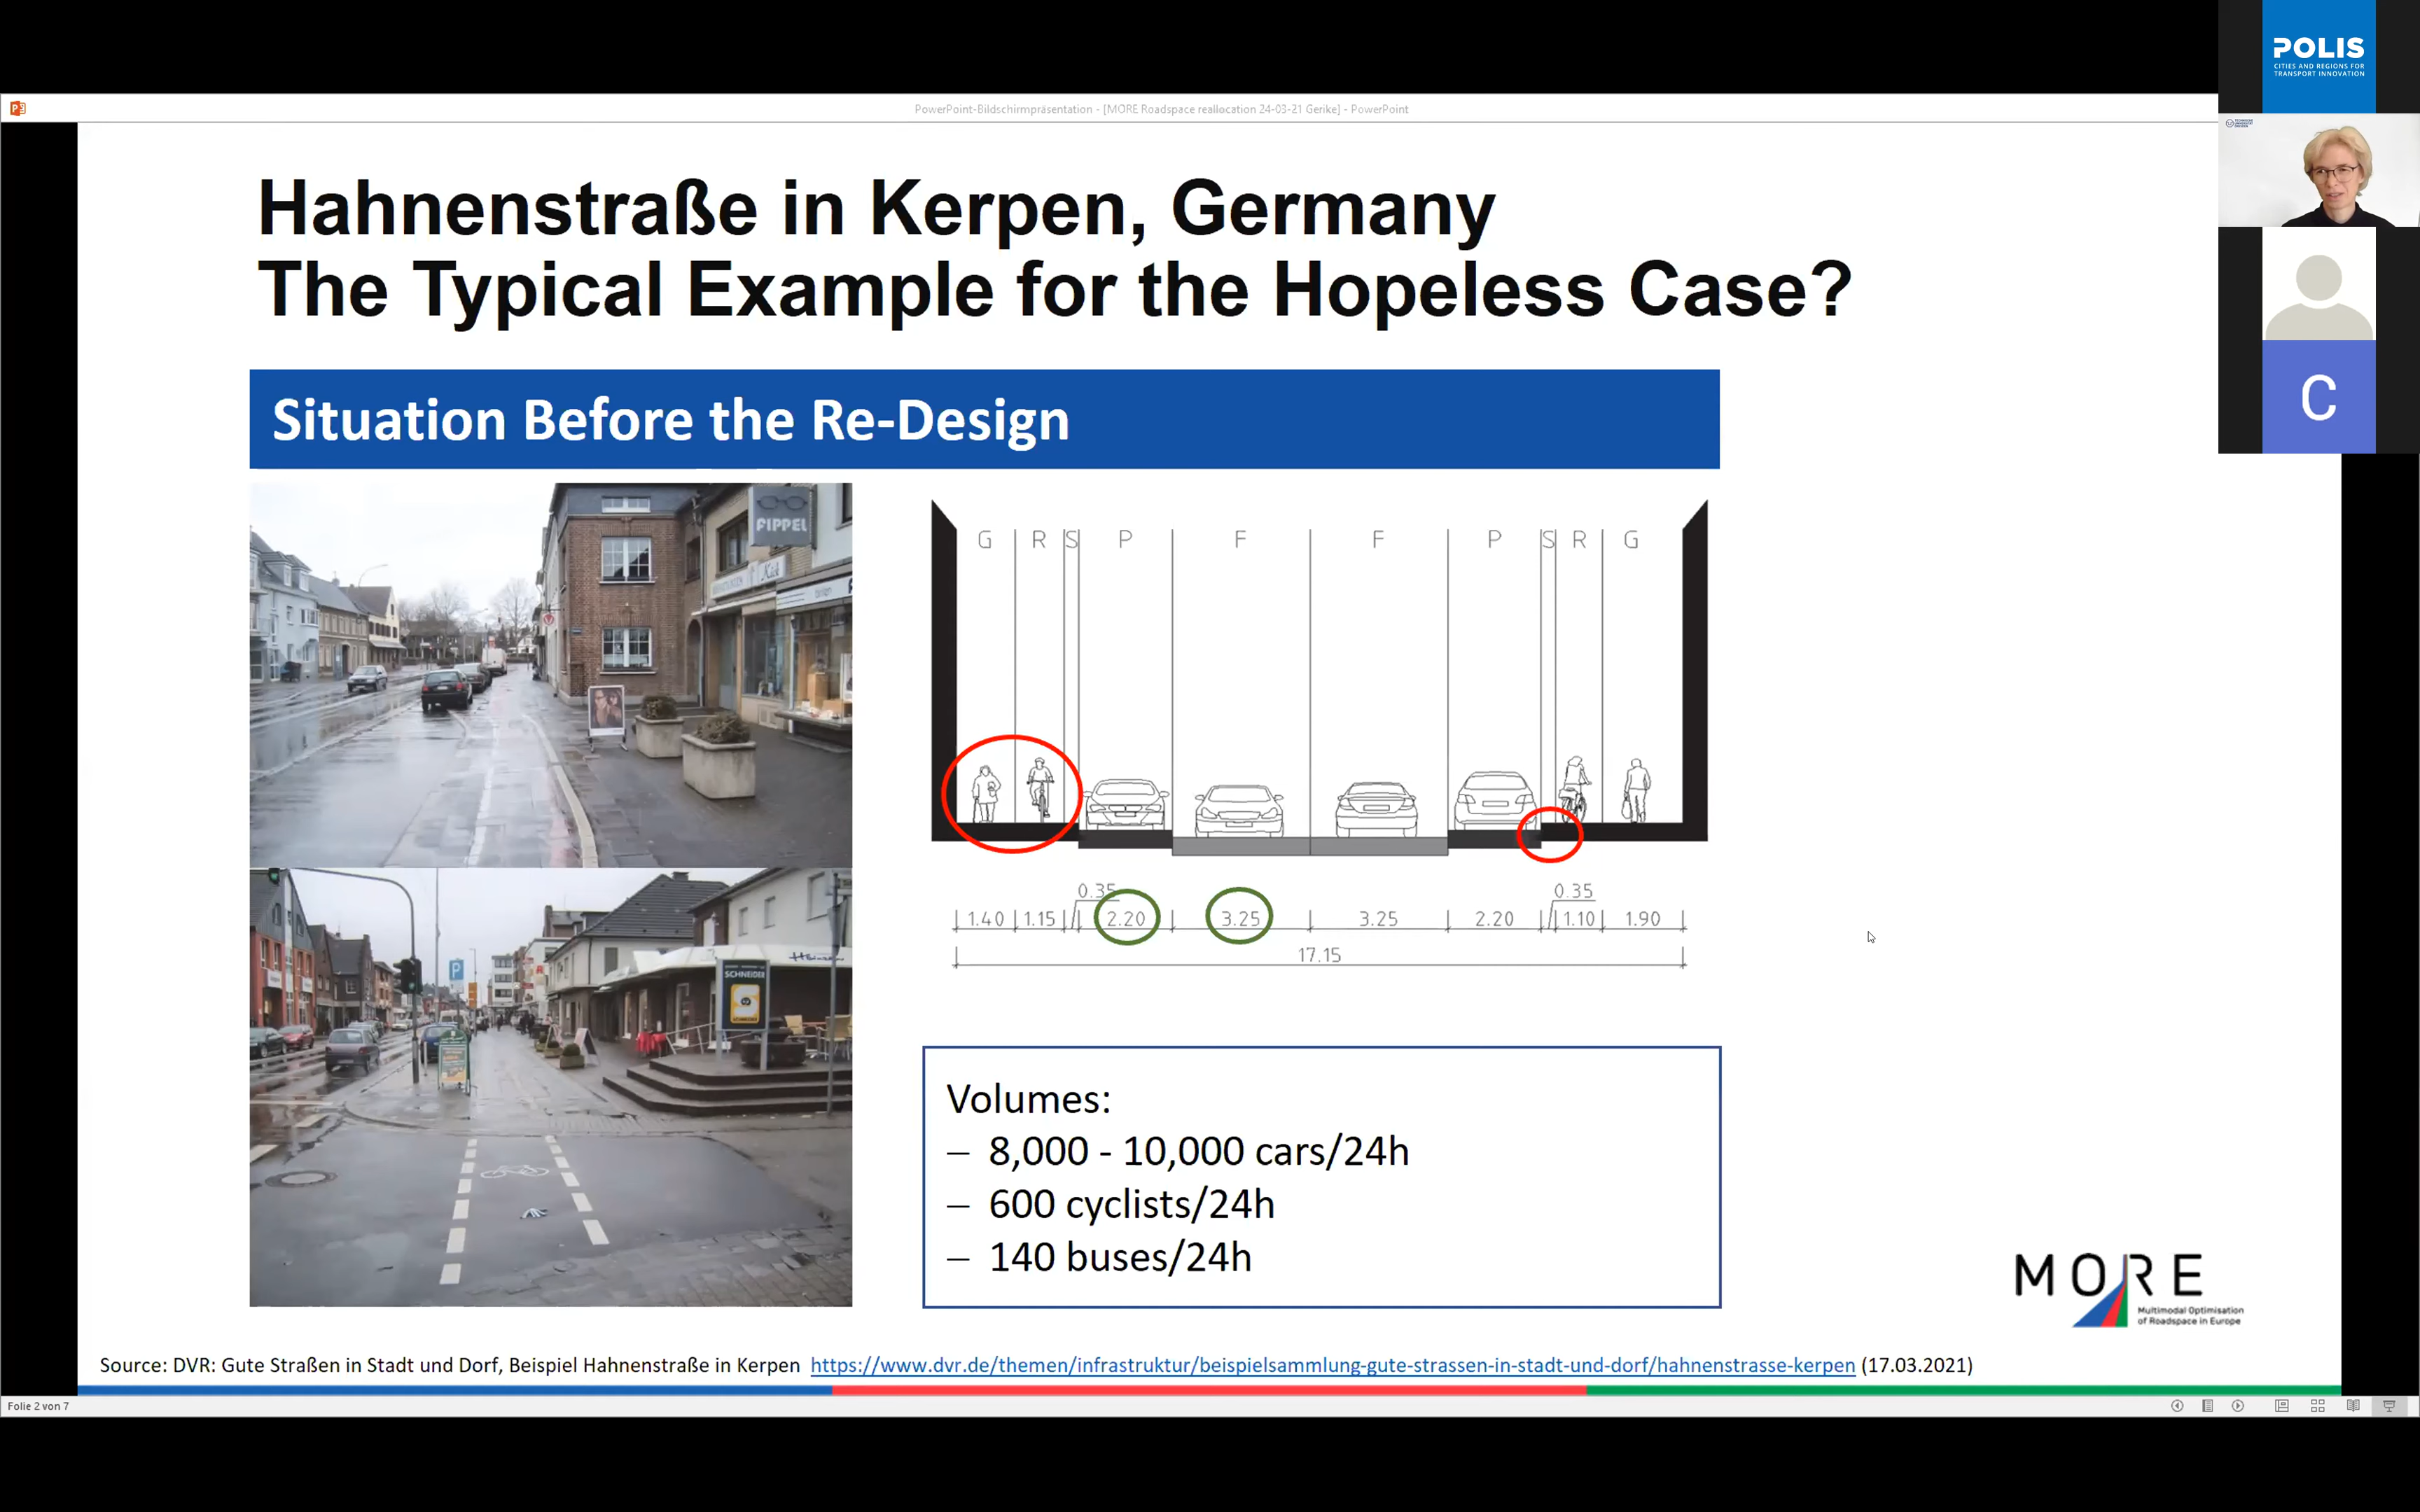 POLIS
CITIES AND REGIONS FOR
TRANSPORT INNOVATION
PowerPoint-Bildschirmpräsentation - [MORE Roadspace reallocation 24-03-21 Gerike] - PowerPoint
Hahnenstraße in Kerpen, Germany
The Typical Example for the Hopeless Case?
C
Situation Before the Re-Design
FIPPEL
Kick
P
SCHNEIDER
G R S P F F P S R G
0.35 0.35
1.40 1.15 2.20 3.25 3.25 2.20 1.10 1.90
17.15
Volumes:
– 8,000 - 10,000 cars/24h
– 600 cyclists/24h
– 140 buses/24h
MORE
Multimodal Optimisation
of Roadspace in Europe
Source: DVR: Gute Straßen in Stadt und Dorf, Beispiel Hahnenstraße in Kerpen https://www.dvr.de/themen/infrastruktur/beispielsammlung-gute-strassen-in-stadt-und-dorf/hahnenstrasse-kerpen (17.03.2021)
Folie 2 von 7